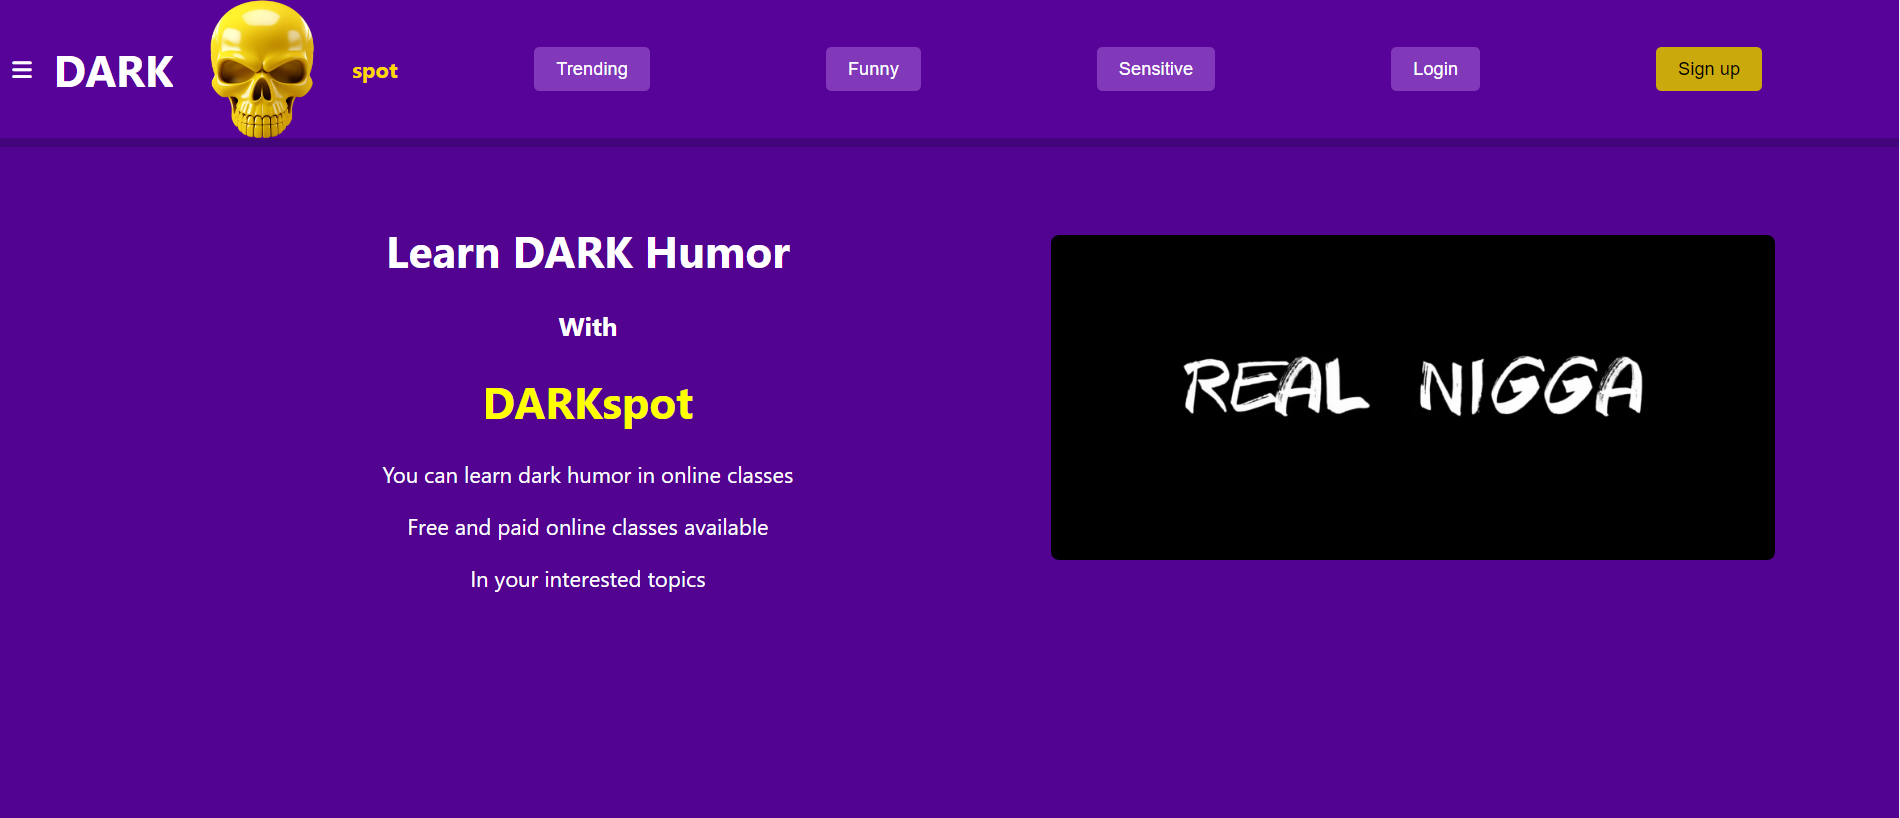 DARK spot Trending Funny Sensitive Login Sign up
Learn DARK Humor
With
DARKspot
You can learn dark humor in online classes
Free and paid online classes available
In your interested topics
REAL NIGGA